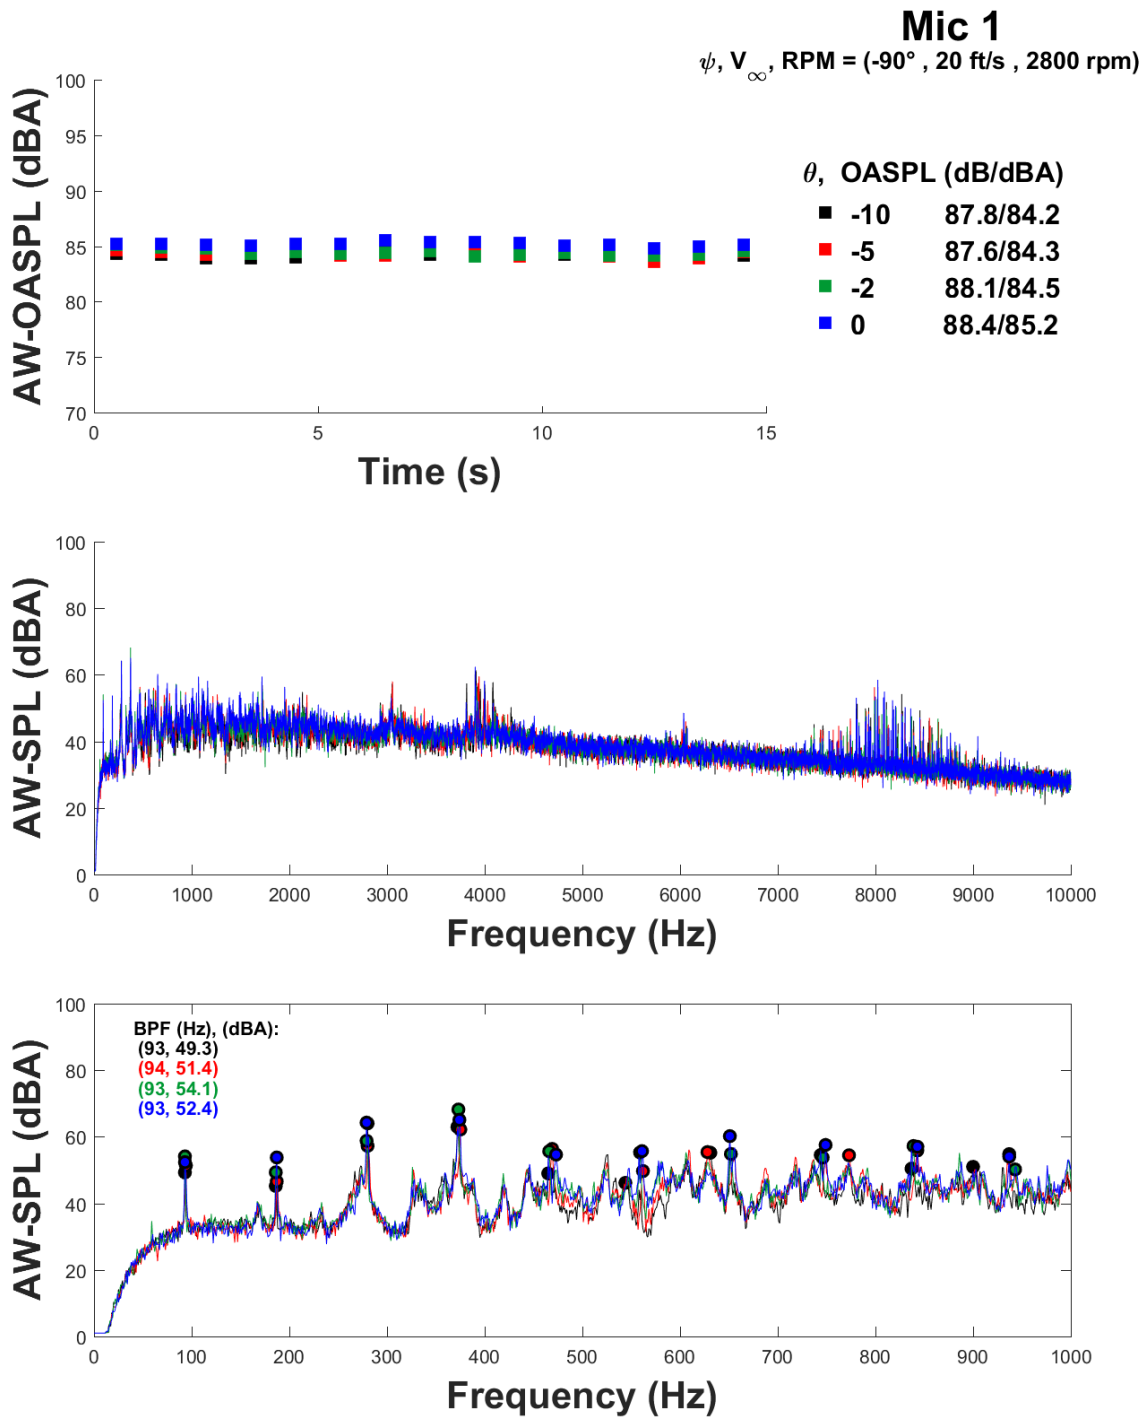 Mic 1
ψ, V∞, RPM = (-90° , 20 ft/s , 2800 rpm)
θ, OASPL (dB/dBA)
-10 87.8/84.2
-5 87.6/84.3
-2 88.1/84.5
0 88.4/85.2
AW-OASPL (dBA)
100
95
90
85
80
75
70
0 5 10 15
Time (s)
AW-SPL (dBA)
100
80
60
40
20
0
0 1000 2000 3000 4000 5000 6000 7000 8000 9000 10000
Frequency (Hz)
AW-SPL (dBA)
100
80
60
40
20
0
BPF (Hz), (dBA):
(93, 49.3)
(94, 51.4)
(93, 54.1)
(93, 52.4)
0 100 200 300 400 500 600 700 800 900 1000
Frequency (Hz)